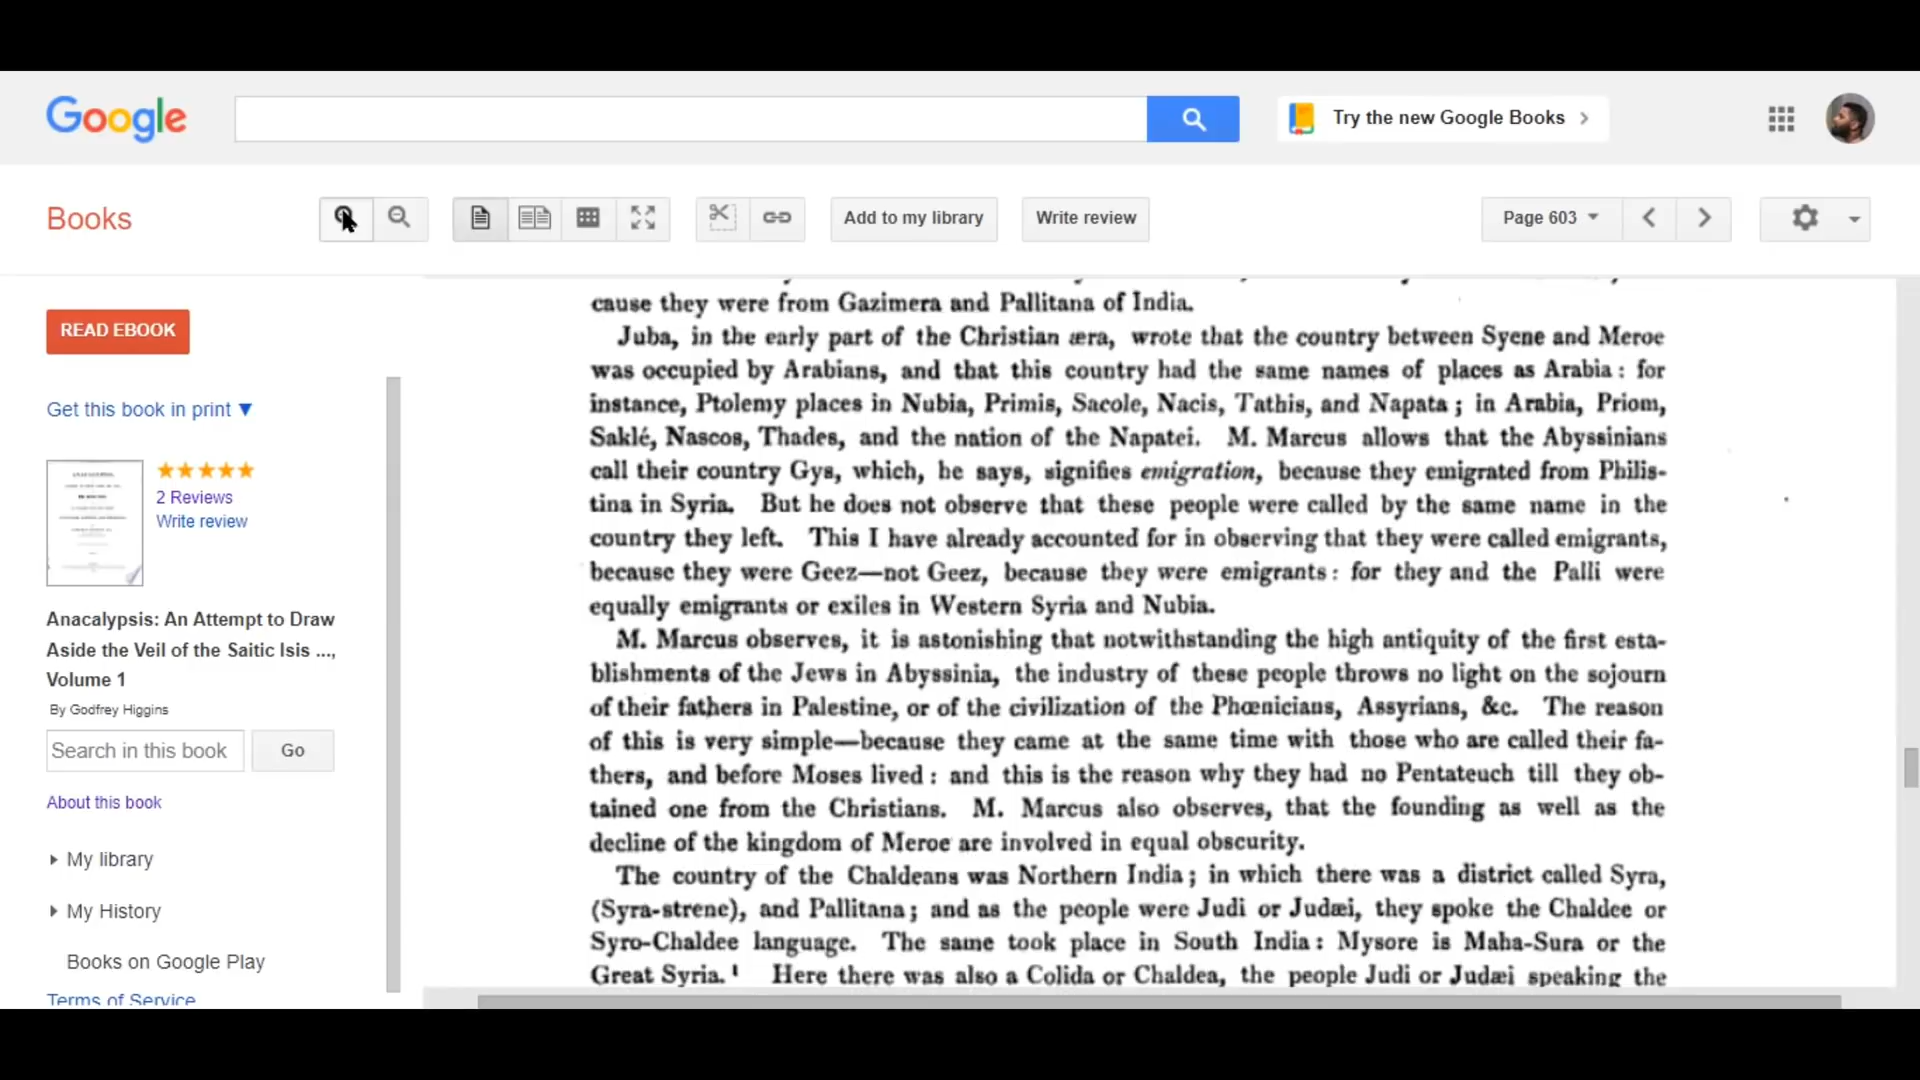 Google
Try the new Google Books
Books
Add to my library
Write review
Page 603
READ EBOOK
Get this book in print ▼
2 Reviews
Write review
Anacalypsis: An Attempt to Draw
Aside the Veil of the Saitic Isis ...,
Volume 1
By Godfrey Higgins
Search in this book
Go
About this book
My library
My History
Books on Google Play
Terms of Service
cause they were from Gazimera and Pallitana of India.
Juba, in the early part of the Christian æra, wrote that the country between Syene and Meroe
was occupied by Arabians, and that this country had the same names of places as Arabia: for
instance, Ptolemy places in Nubia, Primis, Sacole, Nacis, Tathis, and Napata; in Arabia, Priom,
Saklé, Nascos, Thades, and the nation of the Napatei. M. Marcus allows that the Abyssinians
call their country Gys, which, he says, signifies emigration, because they emigrated from Philis-
tina in Syria. But he does not observe that these people were called by the same name in the
country they left. This I have already accounted for in observing that they were called emigrants,
because they were Geez—not Geez, because they were emigrants: for they and the Palli were
equally emigrants or exiles in Western Syria and Nubia.
M. Marcus observes, it is astonishing that notwithstanding the high antiquity of the first esta-
blishments of the Jews in Abyssinia, the industry of these people throws no light on the sojourn
of their fathers in Palestine, or of the civilization of the Phœnicians, Assyrians, &c. The reason
of this is very simple—because they came at the same time with those who are called their fa-
thers, and before Moses lived: and this is the reason why they had no Pentateuch till they ob-
tained one from the Christians. M. Marcus also observes, that the founding as well as the
decline of the kingdom of Meroe are involved in equal obscurity.
The country of the Chaldeans was Northern India; in which there was a district called Syra,
(Syra-strene), and Pallitana; and as the people were Judi or Judæi, they spoke the Chaldee or
Syro-Chaldee language. The same took place in South India: Mysore is Maha-Sura or the
Great Syria.¹ Here there was also a Colida or Chaldea, the people Judi or Judæi speaking the